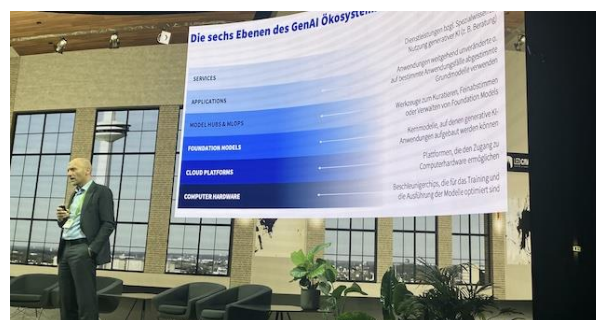 Die sechs Ebenen des GenAI Ökosystems
SERVICES
APPLICATIONS
MODEL HUBS & MLOPS
FOUNDATION MODELS
CLOUD PLATFORMS
COMPUTER HARDWARE
Dienstleistungen bzgl. Spezialwissen
Nutzung generativer KI (z. B. Beratung)
Anwendungen weitgehend unveränderte o.
auf bestimmte Anwendungsfälle abgestimmte
Grundmodelle verwenden
Werkzeuge zum Kuratieren, Feinabstimmen
oder Verwalten von Foundation Models
Kernmodelle, auf denen generative KI-
Anwendungen aufgebaut werden können
Plattformen, die den Zugang zu
Computerhardware ermöglichen
Beschleunigerchips, die für das Training und
die Ausführung der Modelle optimiert sind